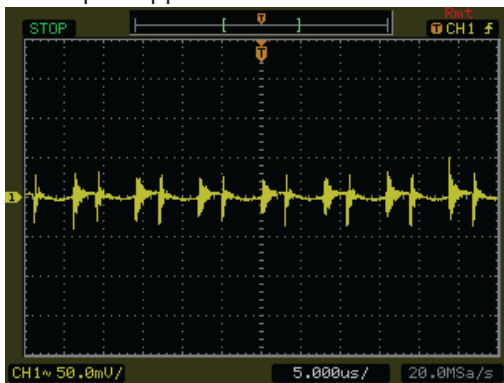 Rmt
STOP
T
T CH1
T
1
CH1~ 50.0mV/ 5.000us/ 20.0MSa/s